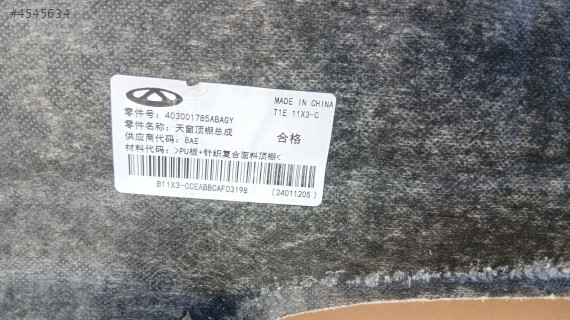 #4545634
MADE IN CHINA
T1E 11X3-C
零件号: 403001785ABAGY
零件名称: 天窗顶棚总成
供应商代码: 8AE
合格
材料代码: >PU板+针织复合面料顶棚<
B11X3-CCEABBCAF03198
(24011205)